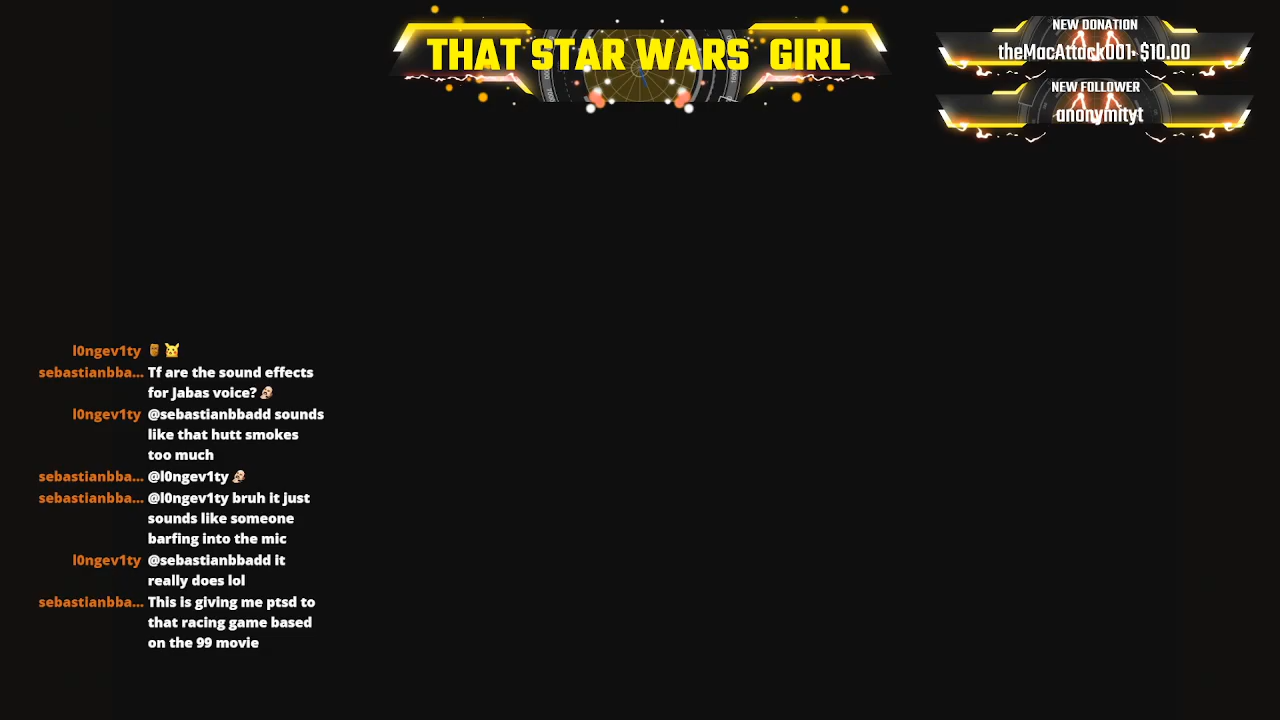 THAT STAR WARS GIRL
NEW DONATION
theMacAttack001: $10.00
NEW FOLLOWER
anonymityt
l0ngev1ty
sebastianbba... Tf are the sound effects
for Jabas voice?
l0ngev1ty @sebastianbbadd sounds
like that hutt smokes
too much
sebastianbba... @l0ngev1ty
sebastianbba... @l0ngev1ty bruh it just
sounds like someone
barfing into the mic
l0ngev1ty @sebastianbbadd it
really does lol
sebastianbba... This is giving me ptsd to
that racing game based
on the 99 movie